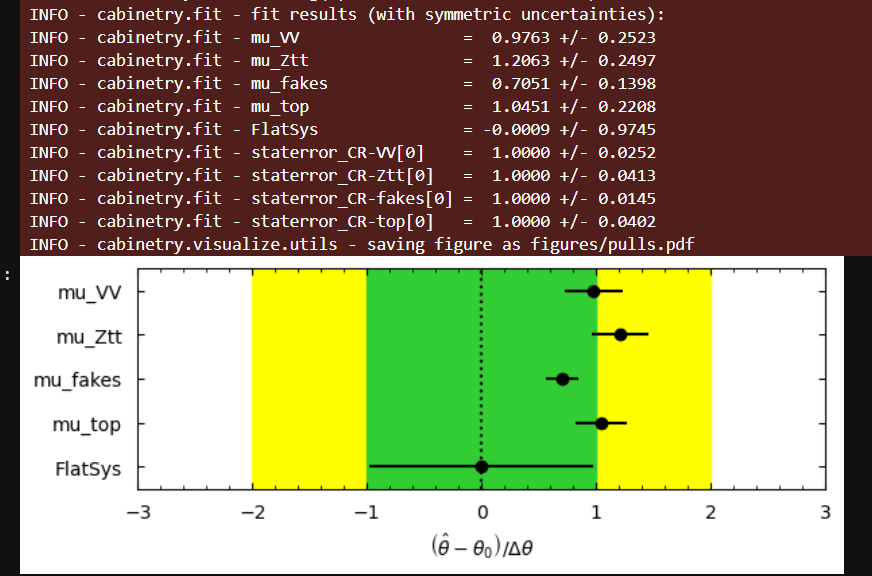 INFO - cabinetry.fit - fit results (with symmetric uncertainties):
INFO - cabinetry.fit - mu_VV = 0.9763 +/- 0.2523
INFO - cabinetry.fit - mu_Ztt = 1.2063 +/- 0.2497
INFO - cabinetry.fit - mu_fakes = 0.7051 +/- 0.1398
INFO - cabinetry.fit - mu_top = 1.0451 +/- 0.2208
INFO - cabinetry.fit - FlatSys = -0.0009 +/- 0.9745
INFO - cabinetry.fit - staterror_CR-VV[0] = 1.0000 +/- 0.0252
INFO - cabinetry.fit - staterror_CR-Ztt[0] = 1.0000 +/- 0.0413
INFO - cabinetry.fit - staterror_CR-fakes[0] = 1.0000 +/- 0.0145
INFO - cabinetry.fit - staterror_CR-top[0] = 1.0000 +/- 0.0402
INFO - cabinetry.visualize.utils - saving figure as figures/pulls.pdf
:
mu_VV
mu_Ztt
mu_fakes
mu_top
FlatSys
−3 −2 −1 0 1 2 3
(θ̂ − θ₀)/Δθ